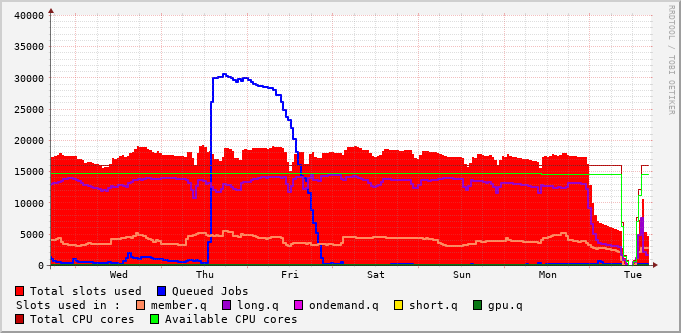 40000
35000
30000
25000
20000
15000
10000
5000
0
Wed Thu Fri Sat Sun Mon Tue
RRDTOOL / TOBI OETIKER
Total slots used Queued Jobs
Slots used in : member.q long.q ondemand.q short.q gpu.q
Total CPU cores Available CPU cores